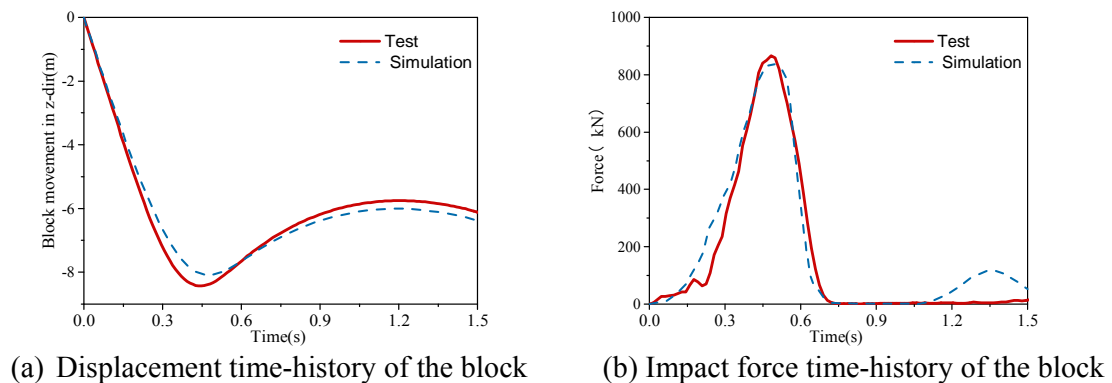 0
-2
-4
-6
-8
Block movement in z-dir(m)
Test
Simulation
0.0 0.3 0.6 0.9 1.2 1.5
Time(s)
(a) Displacement time-history of the block
1000
800
600
400
200
0
Force( kN)
Test
Simulation
0.0 0.3 0.6 0.9 1.2 1.5
Time(s)
(b) Impact force time-history of the block